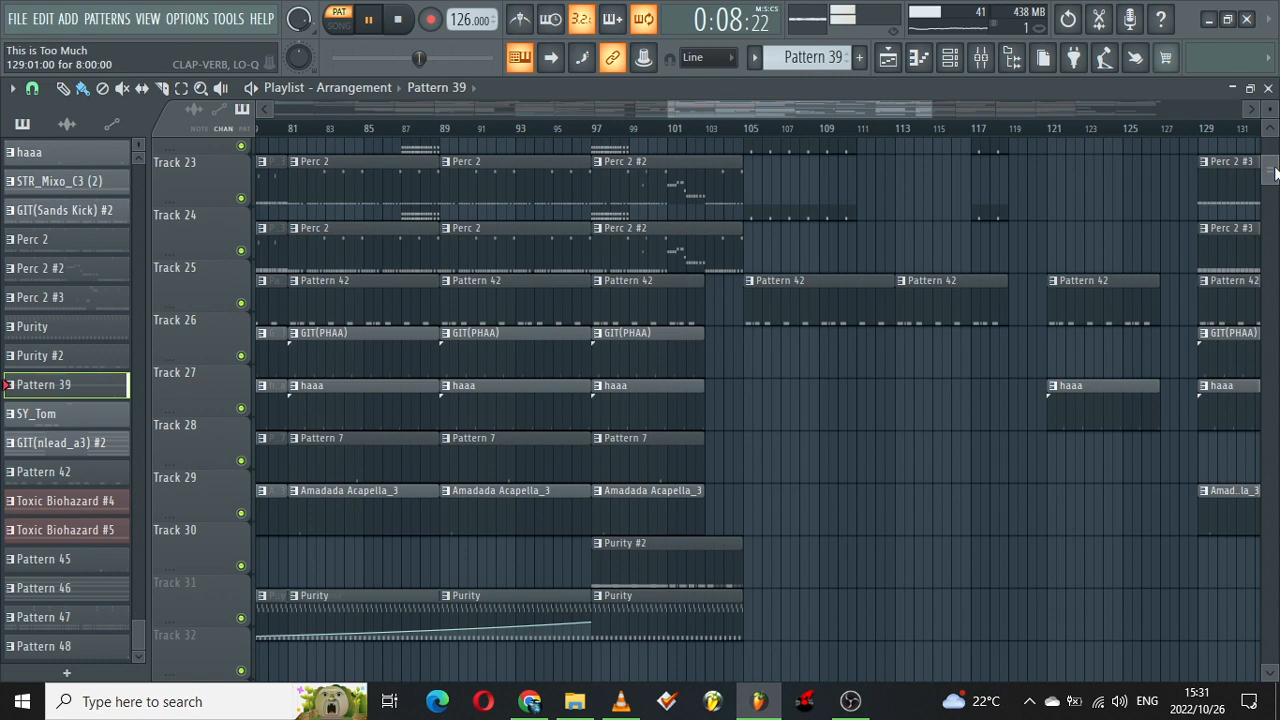 FILE EDIT ADD PATTERNS VIEW OPTIONS TOOLS HELP
PAT
SONG
126.000
3.2:
0:08:22
M:S:CS
41
438 MB
1
This is Too Much
129:01:00 for 8:00:00
CLAP-VERB, LO-Q
Line
Pattern 39
Playlist - Arrangement
Pattern 39
NOTE CHAN PAT
81 83 85 87 89 91 93 95 97 99 101 103 105 107 109 111 113 115 117 119 121 123 125 127 129 131
haaa
STR_Mixo_C3 (2)
GIT(Sands Kick) #2
Perc 2
Perc 2 #2
Perc 2 #3
Purity
Purity #2
Pattern 39
SY_Tom
GIT(nlead_a3) #2
Pattern 42
Toxic Biohazard #4
Toxic Biohazard #5
Pattern 45
Pattern 46
Pattern 47
Pattern 48
Track 23
Perc 2 Perc 2 Perc 2 #2 Perc 2 #3
Track 24
Perc 2 Perc 2 Perc 2 #2 Perc 2 #3
Track 25
Pattern 42 Pattern 42 Pattern 42 Pattern 42 Pattern 42 Pattern 42 Pattern 42
Track 26
GIT(PHAA) GIT(PHAA) GIT(PHAA) GIT(PHAA)
Track 27
haaa haaa haaa haaa haaa
Track 28
Pattern 7 Pattern 7 Pattern 7
Track 29
Amadada Acapella_3 Amadada Acapella_3 Amadada Acapella_3 Amad..la_3
Track 30
Purity #2
Track 31
Purity Purity Purity
Track 32
Type here to search
22°C
ENG
15:31
2022/10/26